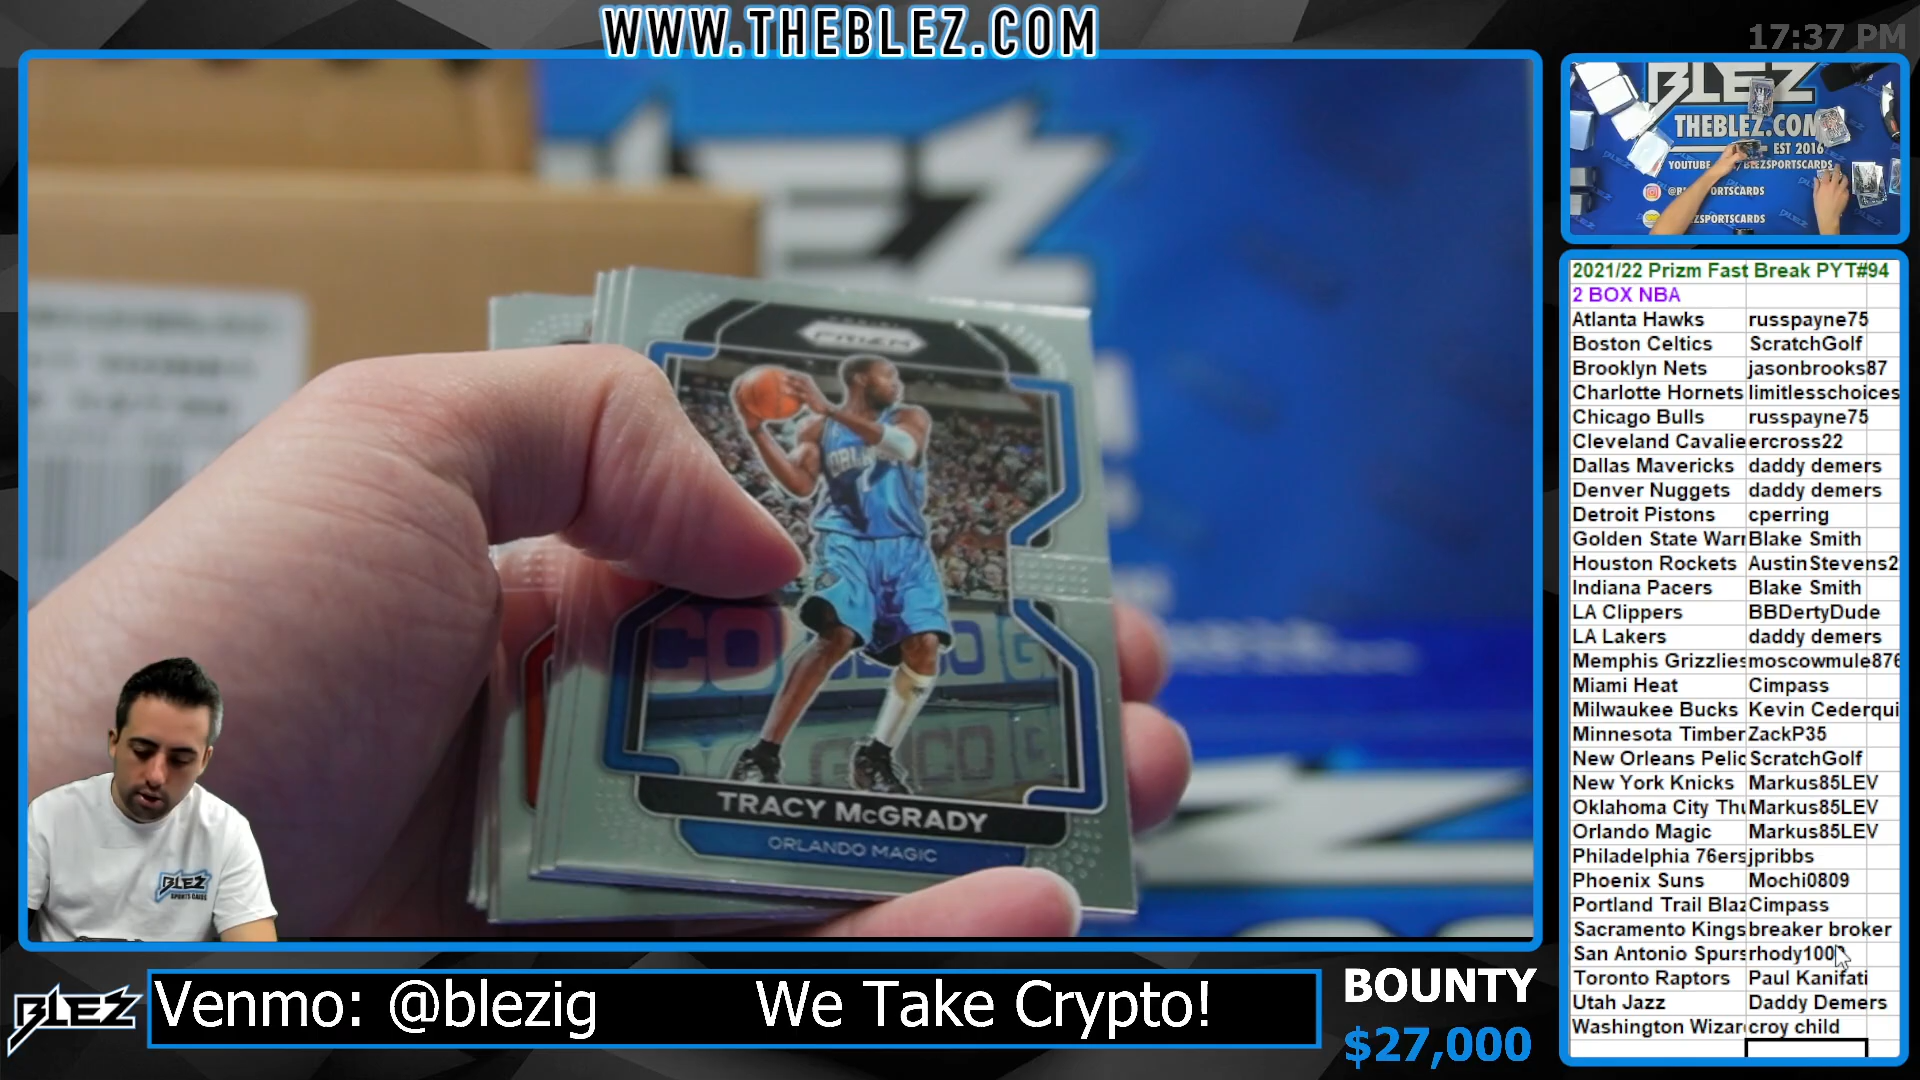 WWW.THEBLEZ.COM
17:37 PM
BLEZ
THEBLEZ.COM
EST 2016
YOUTUBE
/BLEZSPORTSCARDS
PRIZM
TRACY McGRADY
ORLANDO MAGIC
BLEZ
SPORTS CARDS
2021/22 Prizm Fast Break PYT#94
2 BOX NBA
Atlanta Hawks russpayne75
Boston Celtics ScratchGolf
Brooklyn Nets jasonbrooks87
Charlotte Hornets limitlesschoices
Chicago Bulls russpayne75
Cleveland Cavalie ercross22
Dallas Mavericks daddy demers
Denver Nuggets daddy demers
Detroit Pistons cperring
Golden State Warr Blake Smith
Houston Rockets AustinStevens2
Indiana Pacers Blake Smith
LA Clippers BBDertyDude
LA Lakers daddy demers
Memphis Grizzlies moscowmule876
Miami Heat Cimpass
Milwaukee Bucks Kevin Cederqui
Minnesota Timber ZackP35
New Orleans Pelic ScratchGolf
New York Knicks Markus85LEV
Oklahoma City Thu Markus85LEV
Orlando Magic Markus85LEV
Philadelphia 76ers jpribbs
Phoenix Suns Mochi0809
Portland Trail Blaz Cimpass
Sacramento Kings breaker broker
San Antonio Spurs
Toronto Raptors Paul Kanifati
Utah Jazz Daddy Demers
Washington Wizar croy child
BLEZ
Venmo: @blezig We Take Crypto!
BOUNTY
$27,000